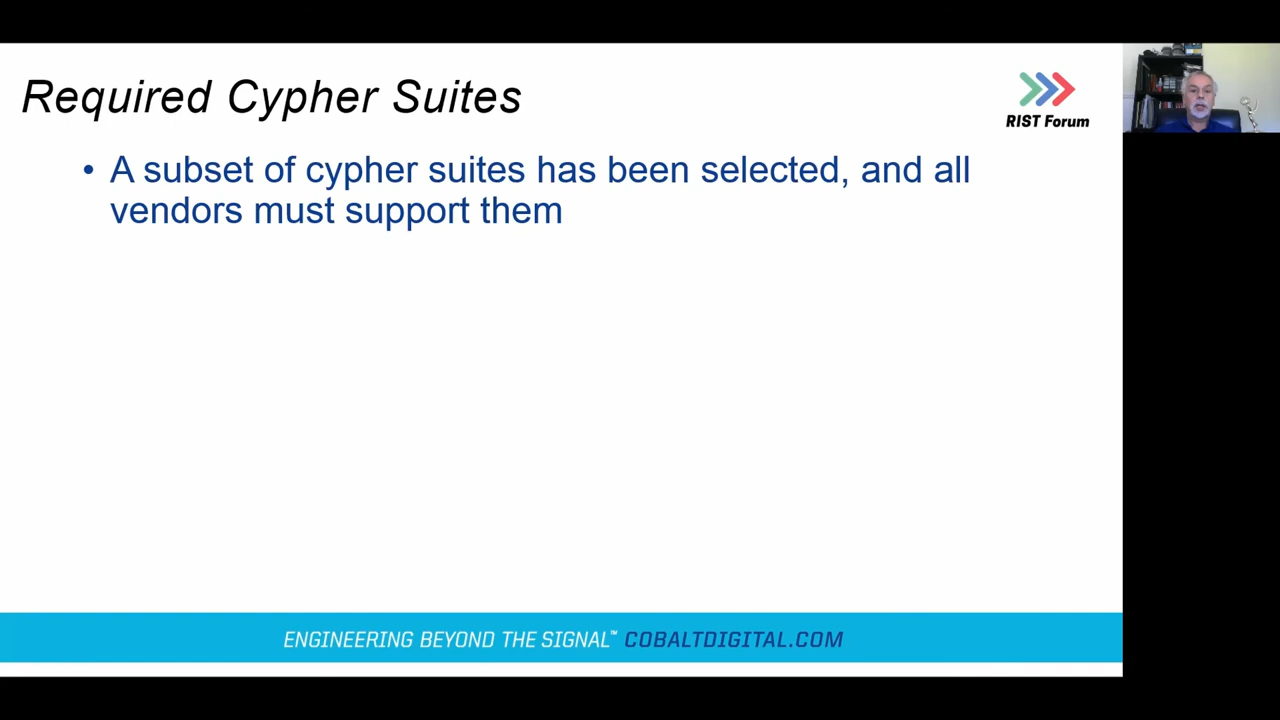 Required Cypher Suites
RIST Forum
• A subset of cypher suites has been selected, and all
vendors must support them
ENGINEERING BEYOND THE SIGNAL™ COBALTDIGITAL.COM